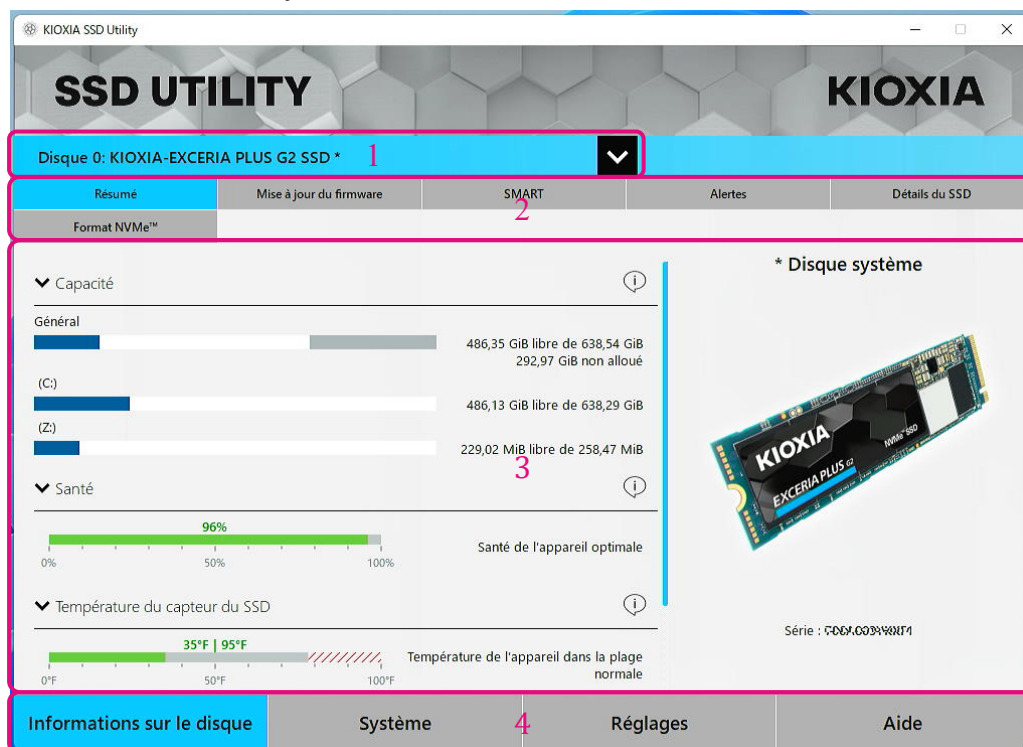 KIOXIA SSD Utility
SSD UTILITY
KIOXIA
Disque 0: KIOXIA-EXCERIA PLUS G2 SSD *
1
Résumé
Mise à jour du firmware
SMART
Alertes
Détails du SSD
2
Format NVMe™
* Disque système
Capacité
Général
486,35 GiB libre de 638,54 GiB
292,97 GiB non alloué
(C:)
486,13 GiB libre de 638,29 GiB
(Z:)
229,02 MiB libre de 258,47 MiB
3
KIOXIA
NVMe™ SSD
EXCERIA PLUS G2
Santé
96%
Santé de l'appareil optimale
0% 50% 100%
Température du capteur du SSD
35°F | 95°F
Température de l'appareil dans la plage
normale
0°F 50°F 100°F
Série :
Informations sur le disque
Système
4
Réglages
Aide